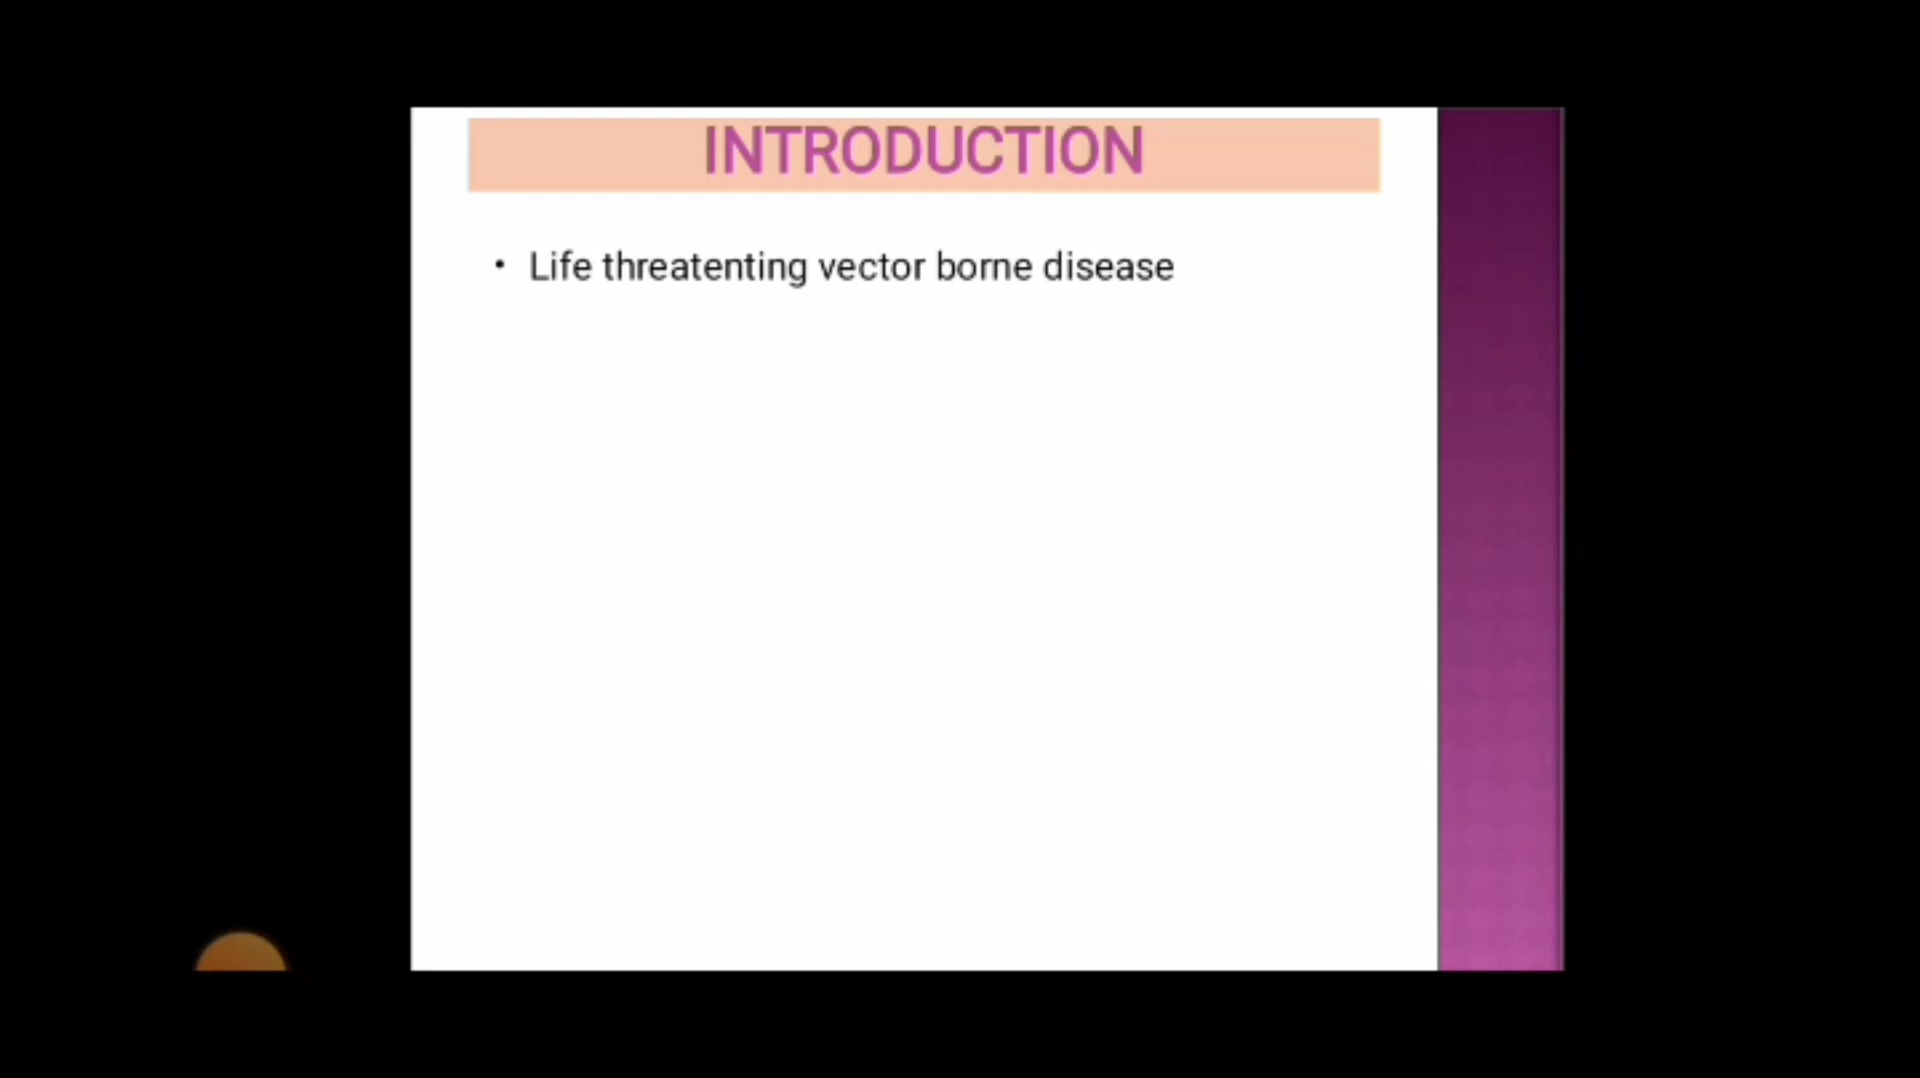 INTRODUCTION
• Life threatenting vector borne disease